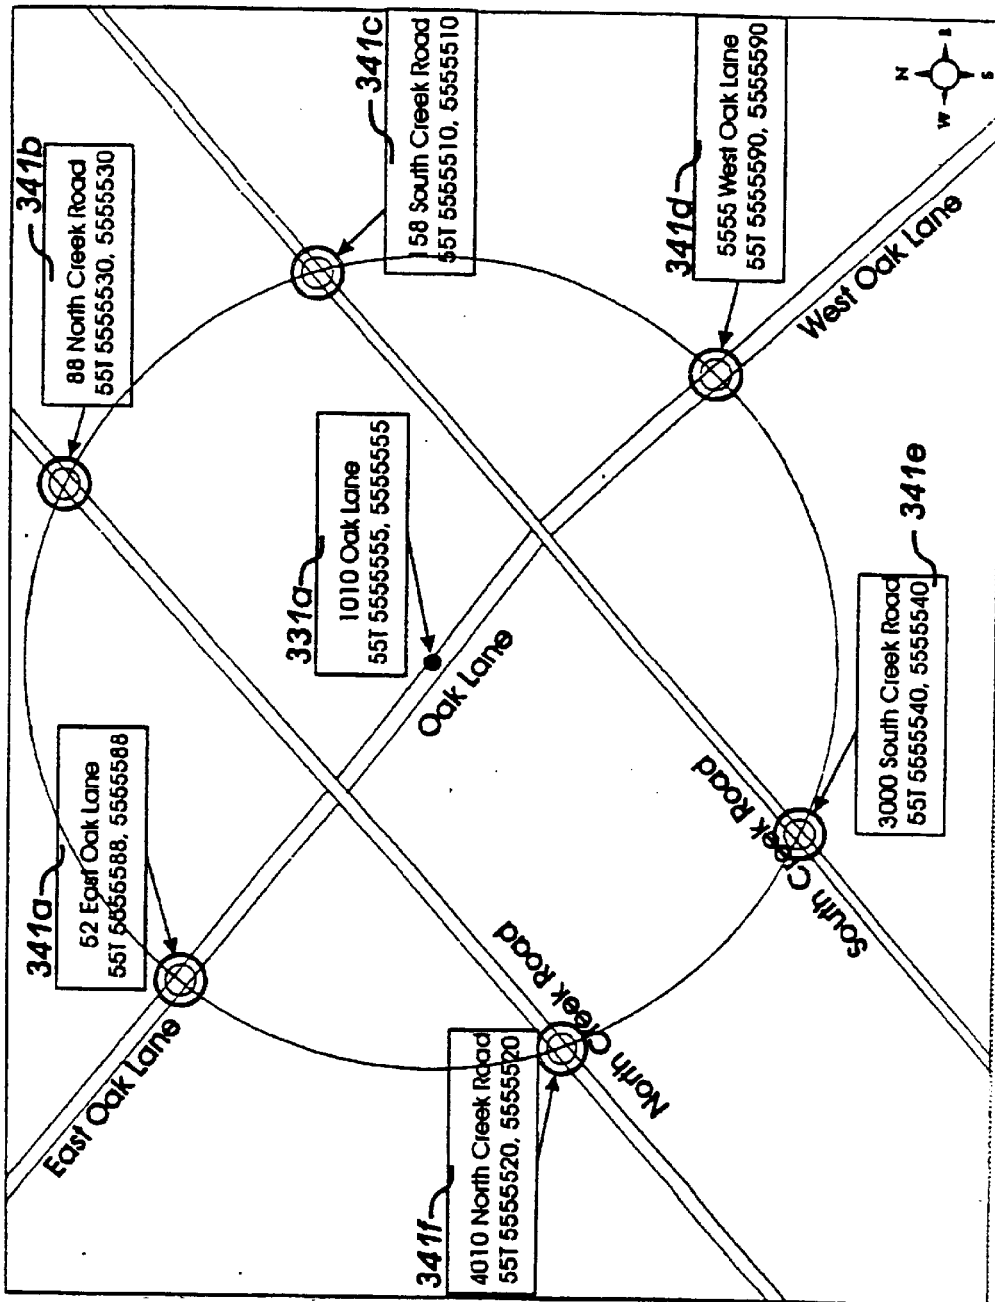 341a
52 East Oak Lane
55T 5555588, 5555588
341b
88 North Creek Road
55T 5555530, 5555530
341c
158 South Creek Road
55T 5555510, 5555510
East Oak Lane
331a
1010 Oak Lane
55T 5555555, 5555555
Oak Lane
341f
4010 North Creek Road
55T 5555520, 5555520
North Creek Road
341d
5555 West Oak Lane
55T 5555590, 5555590
South Creek Road
West Oak Lane
341e
3000 South Creek Road
55T 5555540, 5555540
N
W
E
S